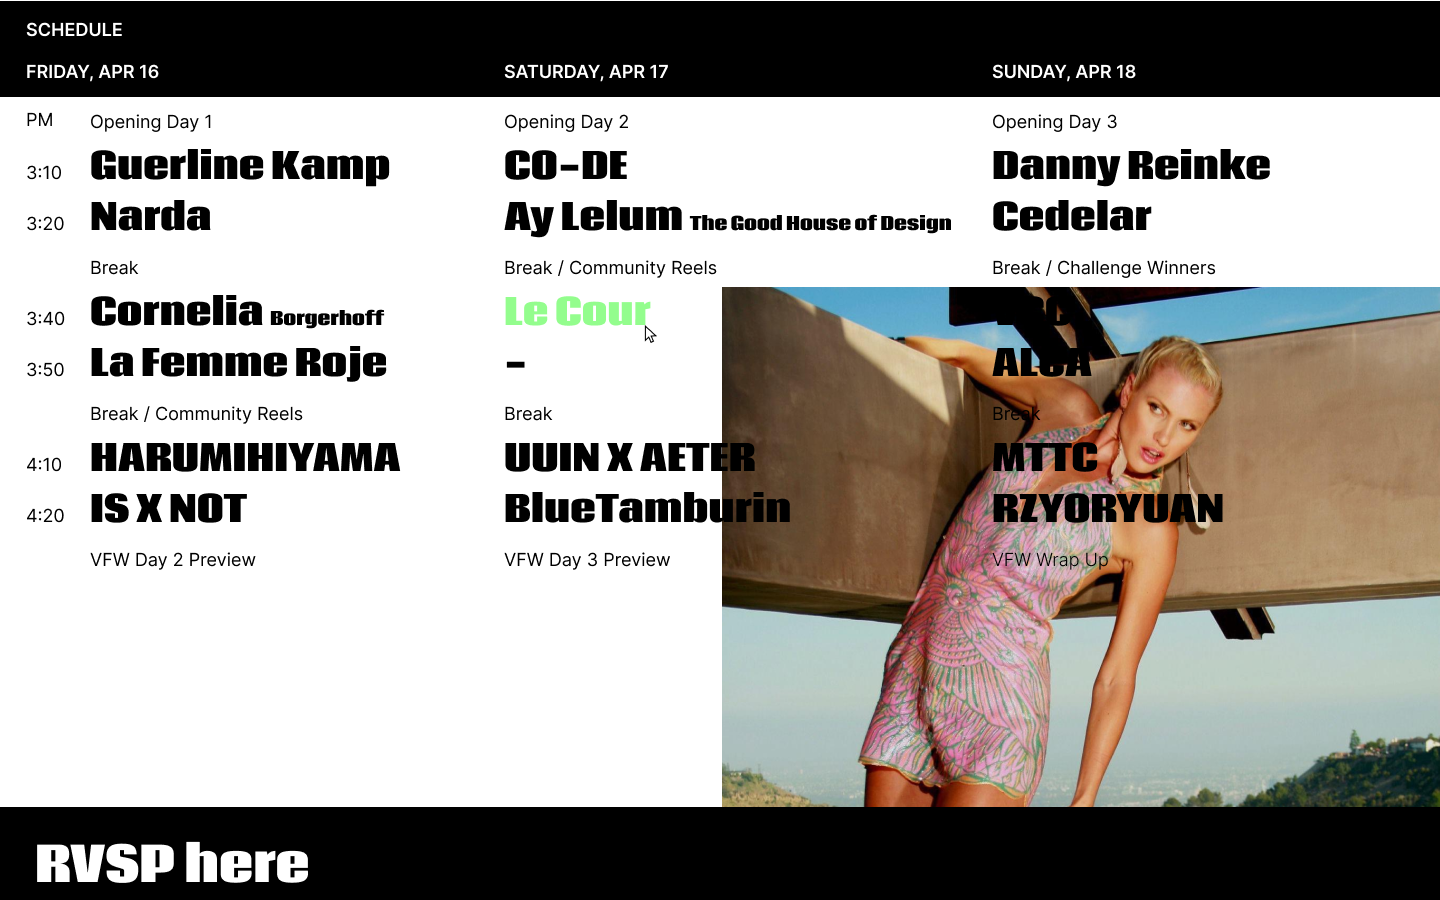 SCHEDULE
FRIDAY, APR 16 SATURDAY, APR 17 SUNDAY, APR 18
PM Opening Day 1 Opening Day 2 Opening Day 3
3:10 Guerline Kamp CO-DE Danny Reinke
3:20 Narda Ay Lelum The Good House of Design Cedelar
Break Break / Community Reels Break / Challenge Winners
3:40 Cornelia Borgerhoff Le Cour
3:50 La Femme Roje -
Break / Community Reels Break Break
4:10 HARUMIHIYAMA UUIN X AETER MTTC
4:20 IS X NOT BlueTamburin RZYORYUAN
VFW Day 2 Preview VFW Day 3 Preview VFW Wrap Up
RVSP here